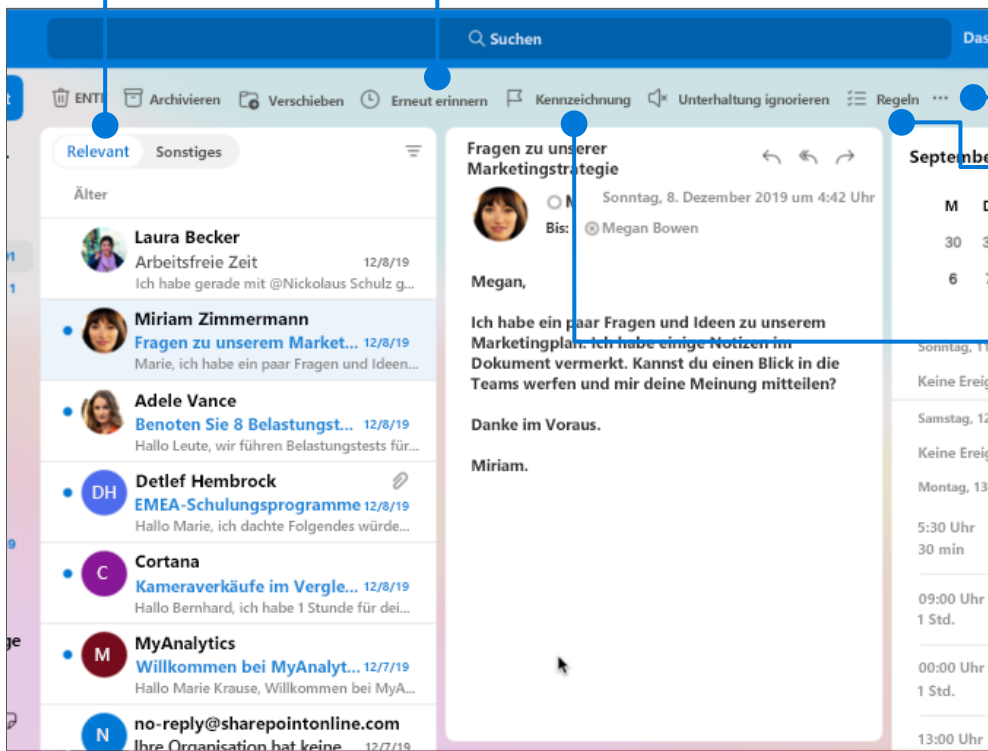 Suchen
Das
ENTF Archivieren Verschieben Erneut erinnern Kennzeichnung Unterhaltung ignorieren Regeln ...
Relevant Sonstiges
Älter
Laura Becker
Arbeitsfreie Zeit 12/8/19
Ich habe gerade mit @Nickolaus Schulz g...
Miriam Zimmermann
Fragen zu unserem Market... 12/8/19
Marie, ich habe ein paar Fragen und Ideen...
Adele Vance
Benoten Sie 8 Belastungst... 12/8/19
Hallo Leute, wir führen Belastungstests für...
DH
Detlef Hembrock
EMEA-Schulungsprogramme 12/8/19
Hallo Marie, ich dachte Folgendes würde...
C
Cortana
Kameraverkäufe im Vergle... 12/8/19
Hallo Bernhard, ich habe 1 Stunde für dei...
M
MyAnalytics
Willkommen bei MyAnalyt... 12/7/19
Hallo Marie Krause, Willkommen bei MyA...
N
no-reply@sharepointonline.com
Ihre Organisation hat keine 12/7/19
Fragen zu unserer
Marketingstrategie
Sonntag, 8. Dezember 2019 um 4:42 Uhr
Bis: Megan Bowen
Megan,
Ich habe ein paar Fragen und Ideen zu unserem
Marketingplan. Ich habe einige Notizen im
Dokument vermerkt. Kannst du einen Blick in die
Teams werfen und mir deine Meinung mitteilen?
Danke im Voraus.
Miriam.
Septembe
M D
30 3
6 7
Sonntag, 11
Keine Ereig
Samstag, 12
Keine Ereig
Montag, 13
5:30 Uhr
30 min
09:00 Uhr
1 Std.
00:00 Uhr
1 Std.
13:00 Uhr